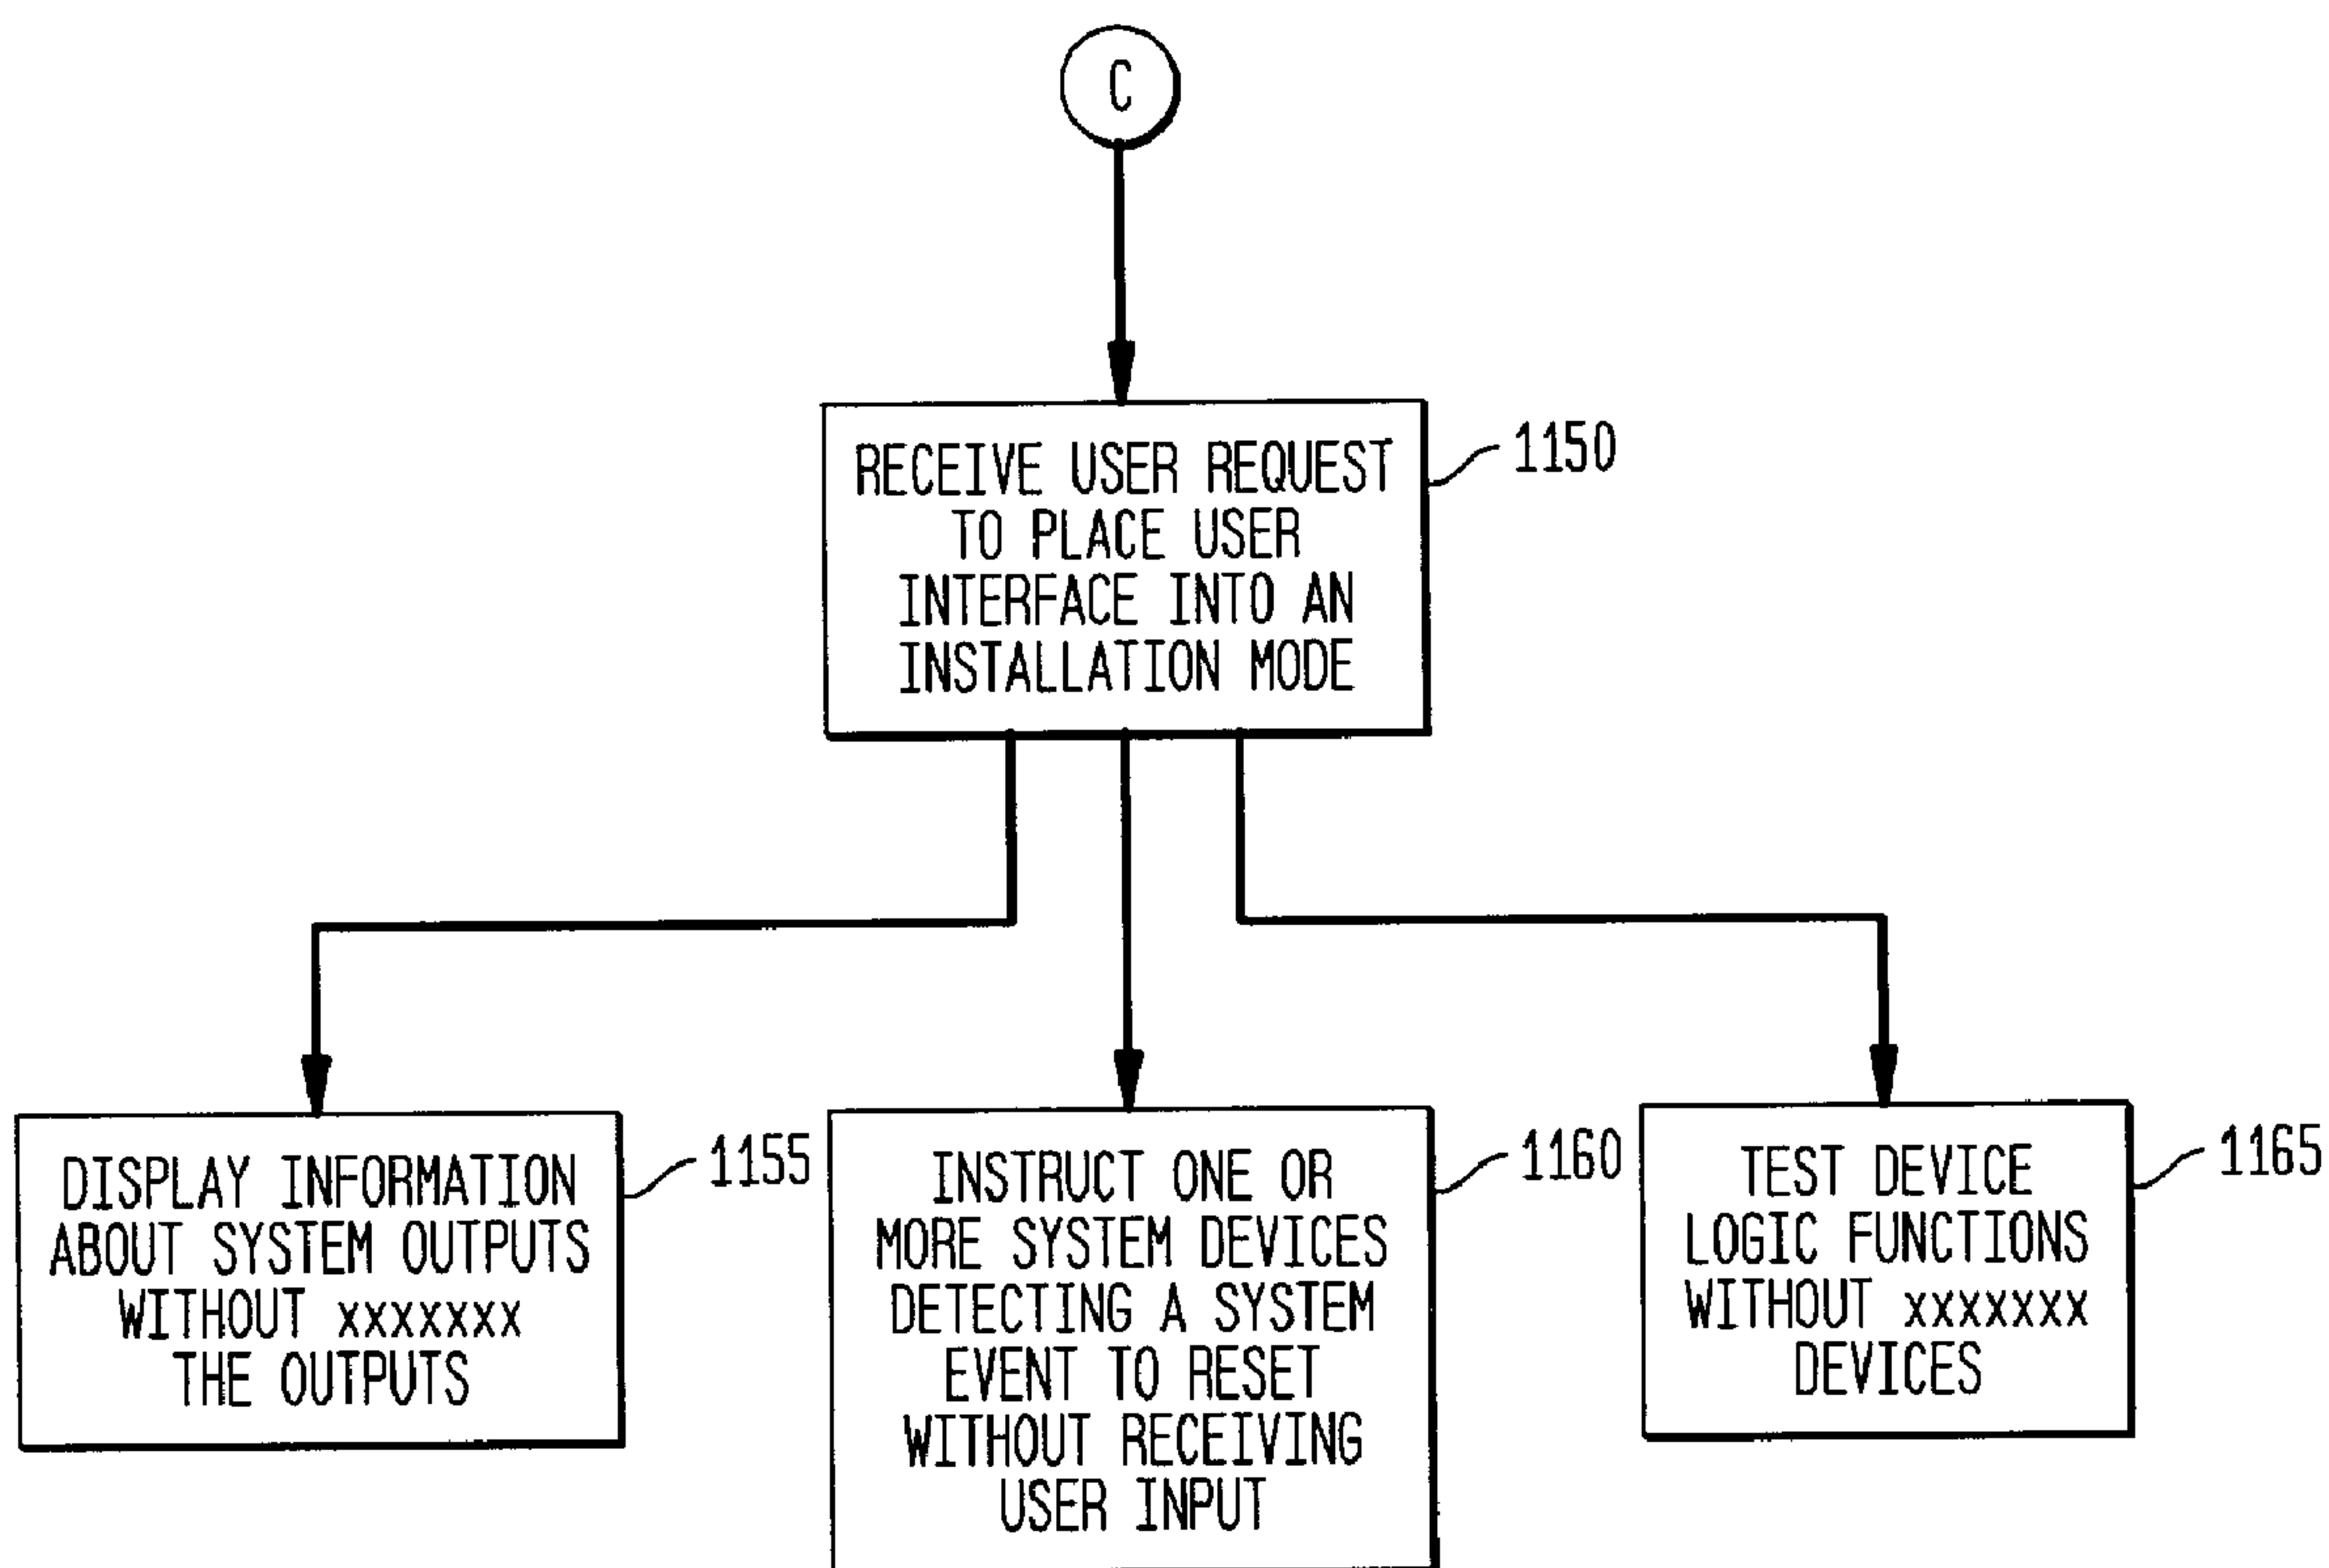 C
RECEIVE USER REQUEST
TO PLACE USER
INTERFACE INTO AN
INSTALLATION MODE
1150
DISPLAY INFORMATION
ABOUT SYSTEM OUTPUTS
WITHOUT xxxxxxx
THE OUTPUTS
1155
INSTRUCT ONE OR
MORE SYSTEM DEVICES
DETECTING A SYSTEM
EVENT TO RESET
WITHOUT RECEIVING
USER INPUT
1160
TEST DEVICE
LOGIC FUNCTIONS
WITHOUT xxxxxxx
DEVICES
1165